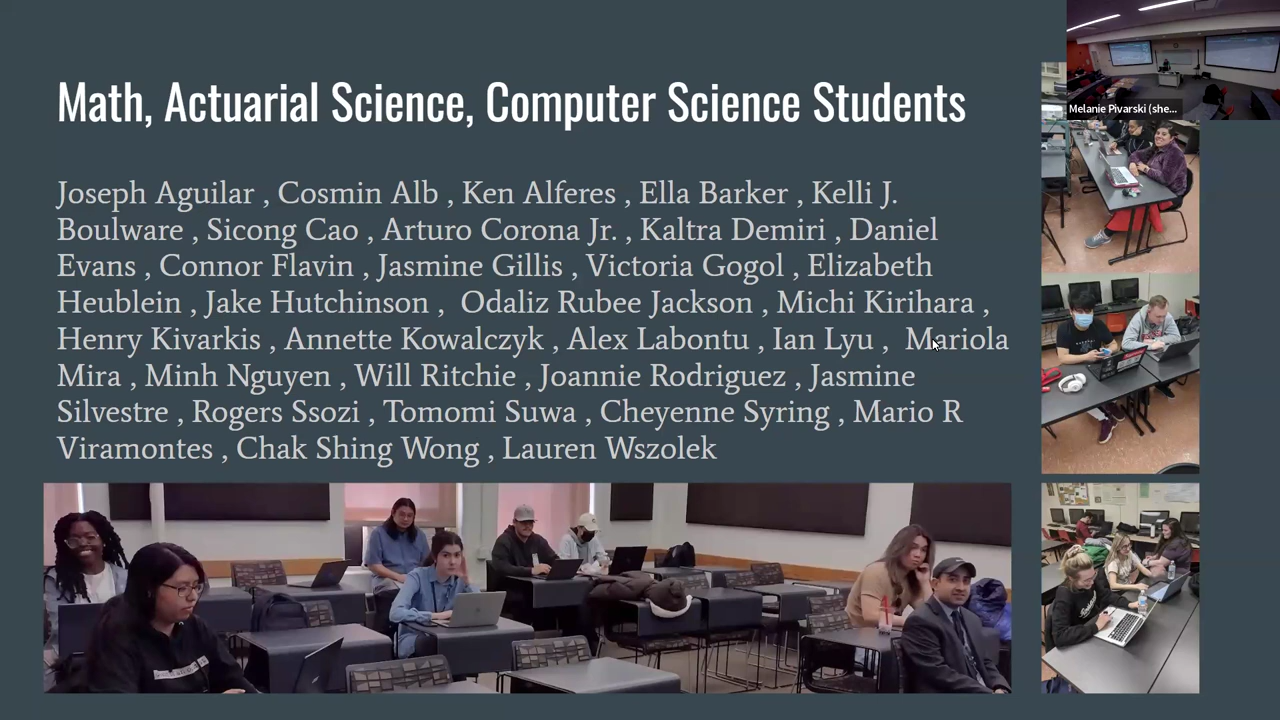 Math, Actuarial Science, Computer Science Students
Joseph Aguilar , Cosmin Alb , Ken Alferes , Ella Barker , Kelli J.
Boulware , Sicong Cao , Arturo Corona Jr. , Kaltra Demiri , Daniel
Evans , Connor Flavin , Jasmine Gillis , Victoria Gogol , Elizabeth
Heublein , Jake Hutchinson , Odaliz Rubee Jackson , Michi Kirihara ,
Henry Kivarkis , Annette Kowalczyk , Alex Labontu , Ian Lyu , Mariola
Mira , Minh Nguyen , Will Ritchie , Joannie Rodriguez , Jasmine
Silvestre , Rogers Ssozi , Tomomi Suwa , Cheyenne Syring , Mario R
Viramontes , Chak Shing Wong , Lauren Wszolek
Melanie Pivarski (she...